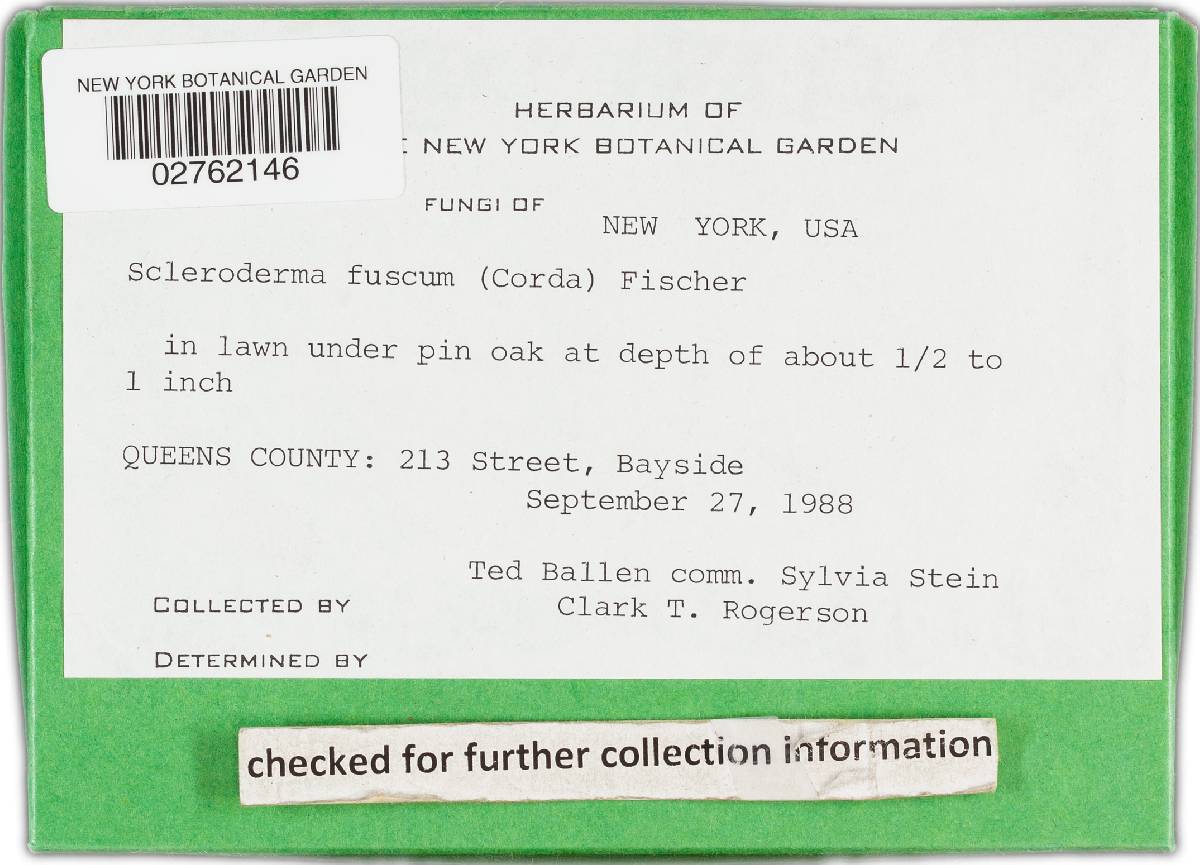 NEW YORK BOTANICAL GARDEN
02762146
HERBARIUM OF
NEW YORK BOTANICAL GARDEN
FUNGI OF
NEW YORK, USA
Scleroderma fuscum (Corda) Fischer
in lawn under pin oak at depth of about 1/2 to
1 inch
QUEENS COUNTY: 213 Street, Bayside
September 27, 1988
Ted Ballen comm. Sylvia Stein
COLLECTED BY Clark T. Rogerson
DETERMINED BY
checked for further collection information